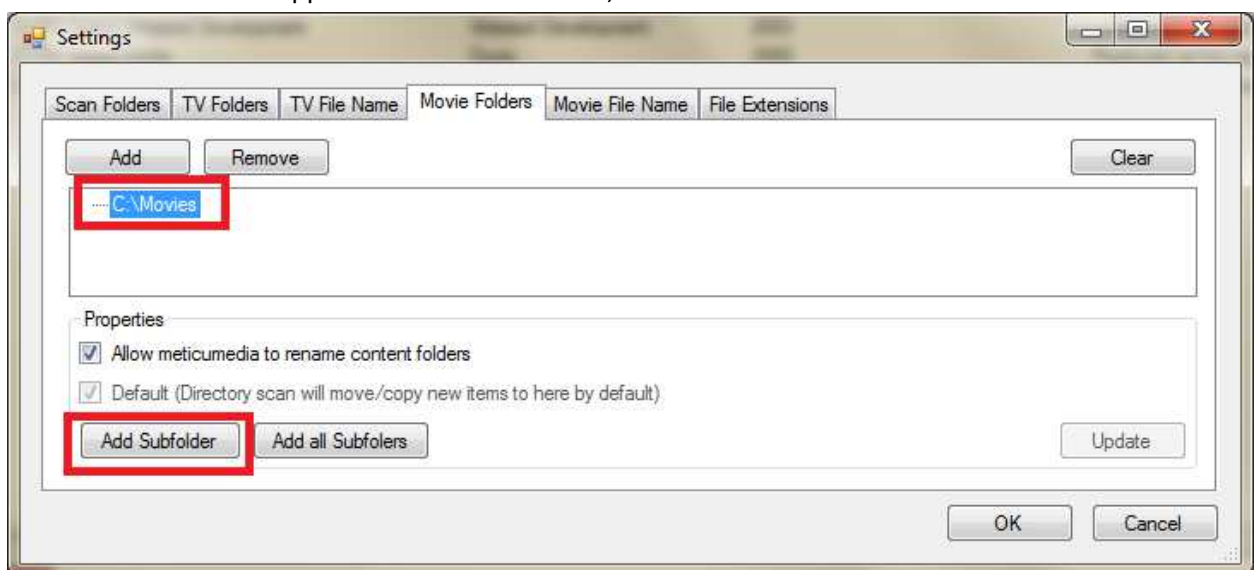 Settings
Scan Folders TV Folders TV File Name Movie Folders Movie File Name File Extensions
Add Remove Clear
C:\Movies
Properties
Allow meticumedia to rename content folders
Default (Directory scan will move/copy new items to here by default)
Add Subfolder Add all Subfolers Update
OK Cancel